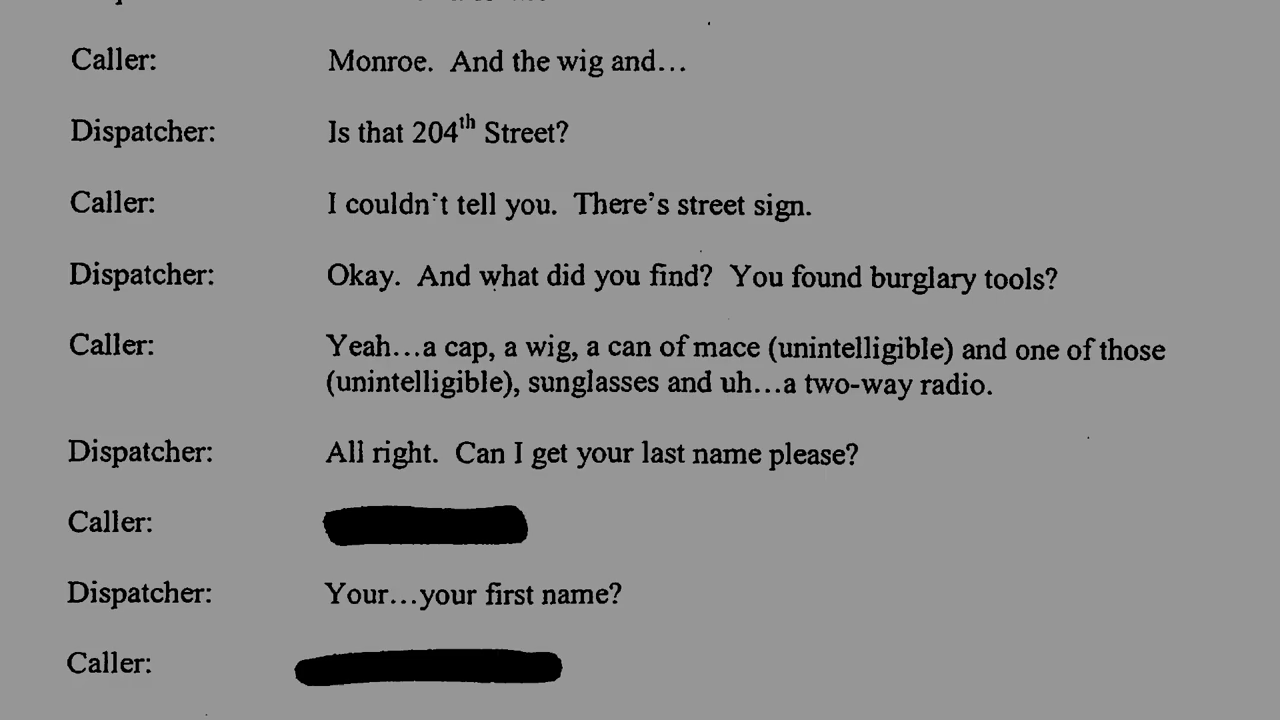 Caller: Monroe. And the wig and...
Dispatcher: Is that 204th Street?
Caller: I couldn't tell you. There's street sign.
Dispatcher: Okay. And what did you find? You found burglary tools?
Caller: Yeah...a cap, a wig, a can of mace (unintelligible) and one of those
(unintelligible), sunglasses and uh...a two-way radio.
Dispatcher: All right. Can I get your last name please?
Caller:
Dispatcher: Your...your first name?
Caller: